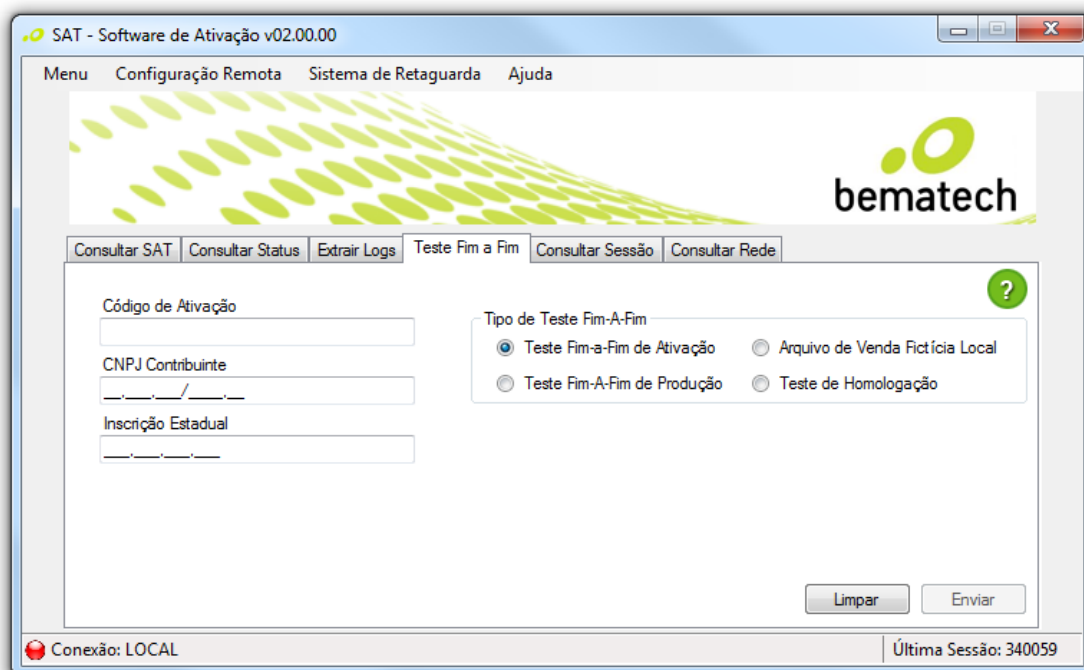 SAT - Software de Ativação v02.00.00
Menu Configuração Remota Sistema de Retaguarda Ajuda
bematech
Consultar SAT Consultar Status Extrair Logs Teste Fim a Fim Consultar Sessão Consultar Rede
?
Código de Ativação
CNPJ Contribuinte
__.___.___/____.__
Inscrição Estadual
___.___.___.___
Tipo de Teste Fim-A-Fim
Teste Fim-a-Fim de Ativação Arquivo de Venda Fictícia Local
Teste Fim-A-Fim de Produção Teste de Homologação
Limpar Enviar
Conexão: LOCAL Última Sessão: 340059